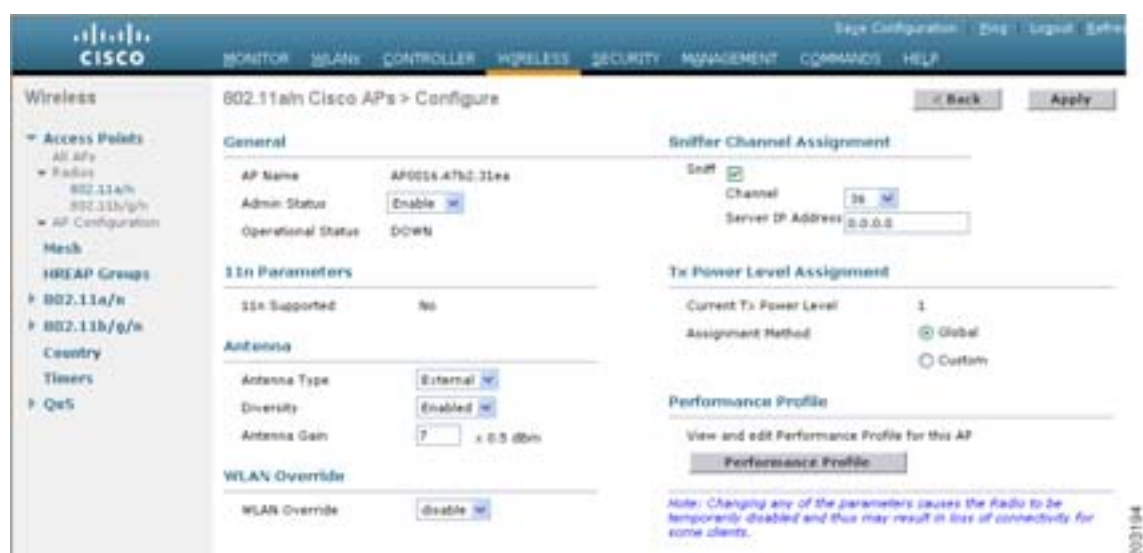 Save Configuration Ping Logout Refre
CISCO
MONITOR WLANs CONTROLLER WIRELESS SECURITY MANAGEMENT COMMANDS HELP
Wireless
802.11a/n Cisco APs > Configure
< Back
Apply
Access Points
All APs
Radios
802.11a/n
802.11b/g/n
AP Configuration
Mesh
HREAP Groups
802.11a/n
802.11b/g/n
Country
Timers
QoS
General
AP Name AP0016.47b2.31ea
Admin Status Enable
Operational Status DOWN
11n Parameters
11n Supported No
Antenna
Antenna Type External
Diversity Enabled
Antenna Gain 7 x 0.5 dBm
WLAN Override
WLAN Override disable
Sniffer Channel Assignment
Sniff
Channel 36
Server IP Address 0.0.0.0
Tx Power Level Assignment
Current Tx Power Level 1
Assignment Method Global
Custom
Performance Profile
View and edit Performance Profile for this AP
Performance Profile
Note: Changing any of the parameters causes the Radio to be
temporarily disabled and thus may result in loss of connectivity for
some clients.